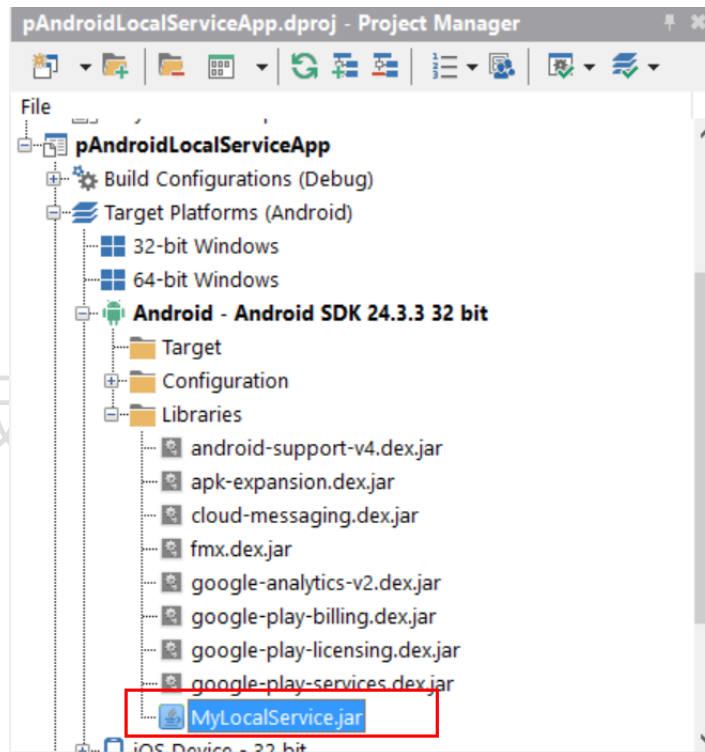 pAndroidLocalServiceApp.dproj - Project Manager
File
pAndroidLocalServiceApp
Build Configurations (Debug)
Target Platforms (Android)
32-bit Windows
64-bit Windows
Android - Android SDK 24.3.3 32 bit
Target
Configuration
Libraries
android-support-v4.dex.jar
apk-expansion.dex.jar
cloud-messaging.dex.jar
fmx.dex.jar
google-analytics-v2.dex.jar
google-play-billing.dex.jar
google-play-licensing.dex.jar
google-play-services.dex.jar
MyLocalService.jar
iOS Device - 32 bit